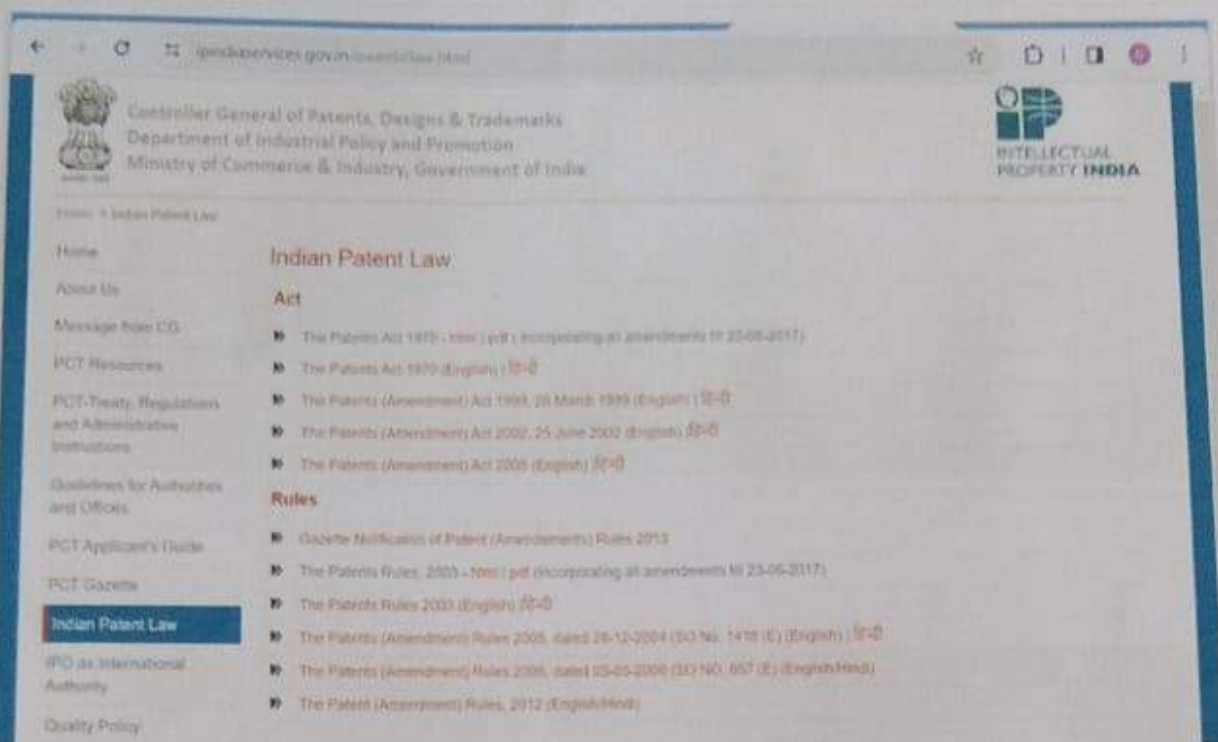 Controller General of Patents, Designs & Trademarks
Department of Industrial Policy and Promotion
Ministry of Commerce & Industry, Government of India
INTELLECTUAL
PROPERTY INDIA
Home > Indian Patent Law
Home
About Us
Message from CG
PCT Resources
PCT-Treaty, Regulations
and Administrative
Instructions
Guidelines for Authorities
and Offices
PCT Applicant's Guide
PCT Gazette
Indian Patent Law
IPO as International
Authority
Quality Policy
Indian Patent Law
Act
The Patents Act 1970 - html | pdf ( incorporating all amendments till 23-06-2017)
The Patents Act 1970 (English) | हिन्दी
The Patents (Amendment) Act 1999, 26 March 1999 (English) | हिन्दी
The Patents (Amendment) Act 2002, 25 June 2002 (English) हिन्दी
The Patents (Amendment) Act (English) हिन्दी
Rules
Gazette Notification of Patent (Amendements) Rules 2013
The Patents Rules, 2003 - html | pdf (incorporating all amendments till 23-06-2017)
The Patents Rules 2003 (English) हिन्दी
The Patents (Amendment) Rules 2005, dated 28-12-2004 (SO No. 1418 (E) (English) | हिन्दी
The Patents (Amendment) Rules 2006, dated 05-05-2006 (SO NO. 657 (E) (English/Hindi)
The Patent (Amendment) Rules, 2012 (English/Hindi)